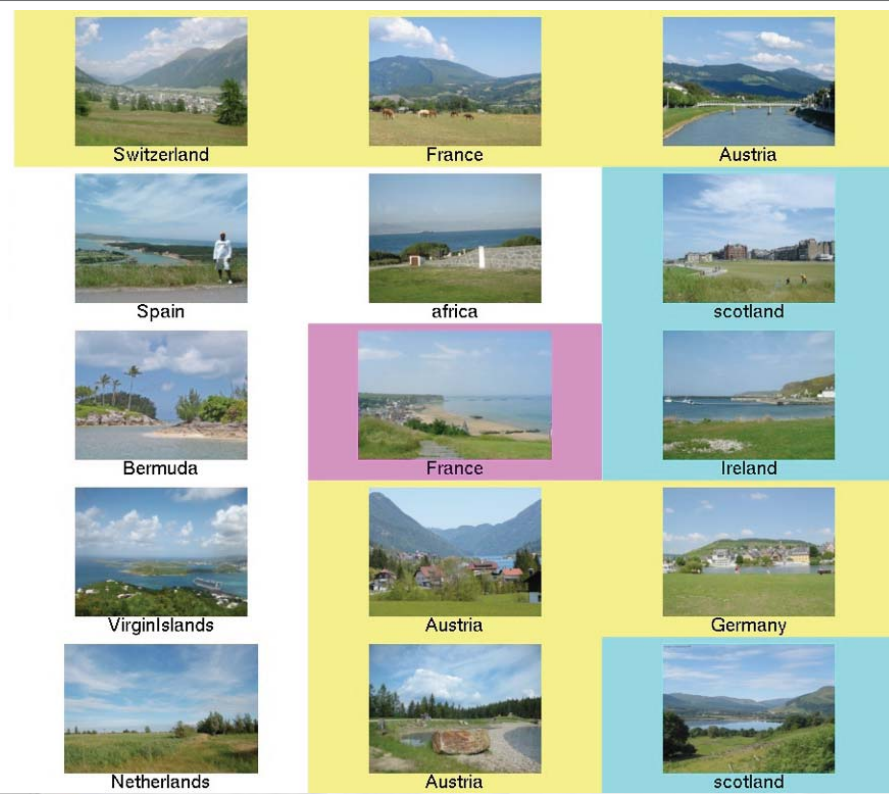 Switzerland
France
Austria
Spain
africa
scotland
Bermuda
France
Ireland
VirginIslands
Austria
Germany
Netherlands
Austria
scotland